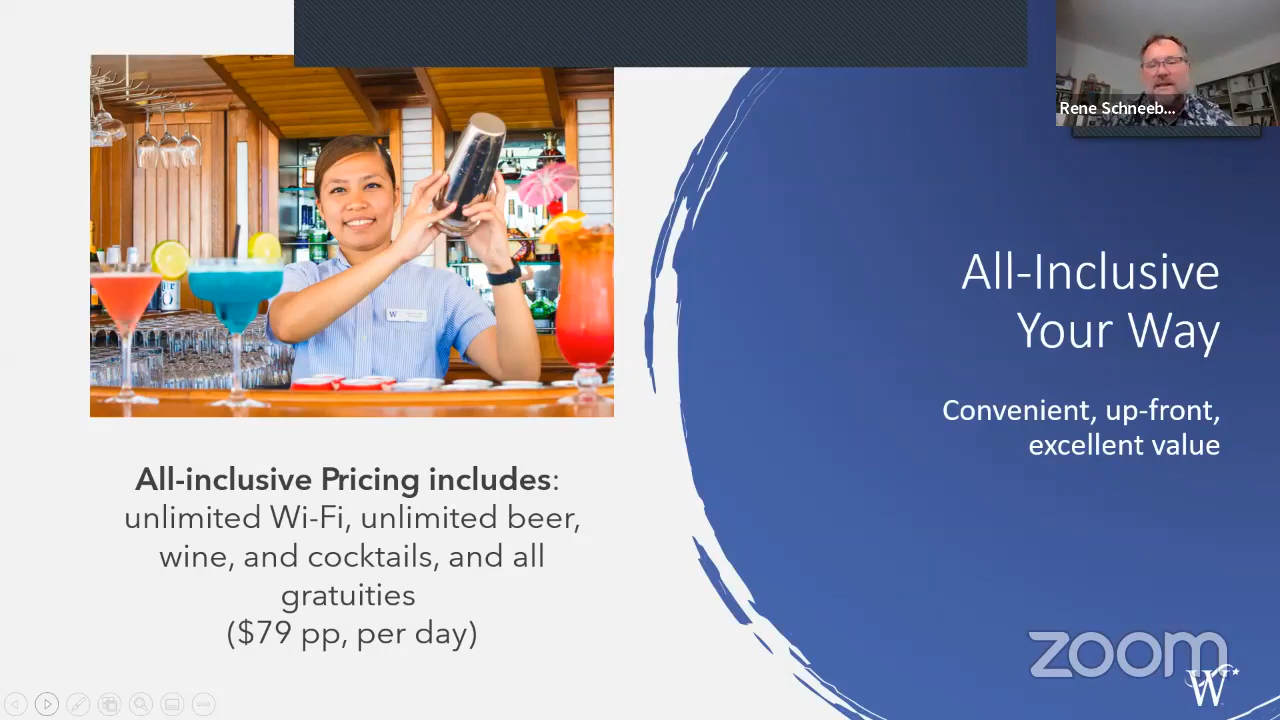 Rene Schneeb...
All-Inclusive
Your Way
Convenient, up-front,
excellent value
All-inclusive Pricing includes:
unlimited Wi-Fi, unlimited beer,
wine, and cocktails, and all
gratuities
($79 pp, per day)
zoom
W
W